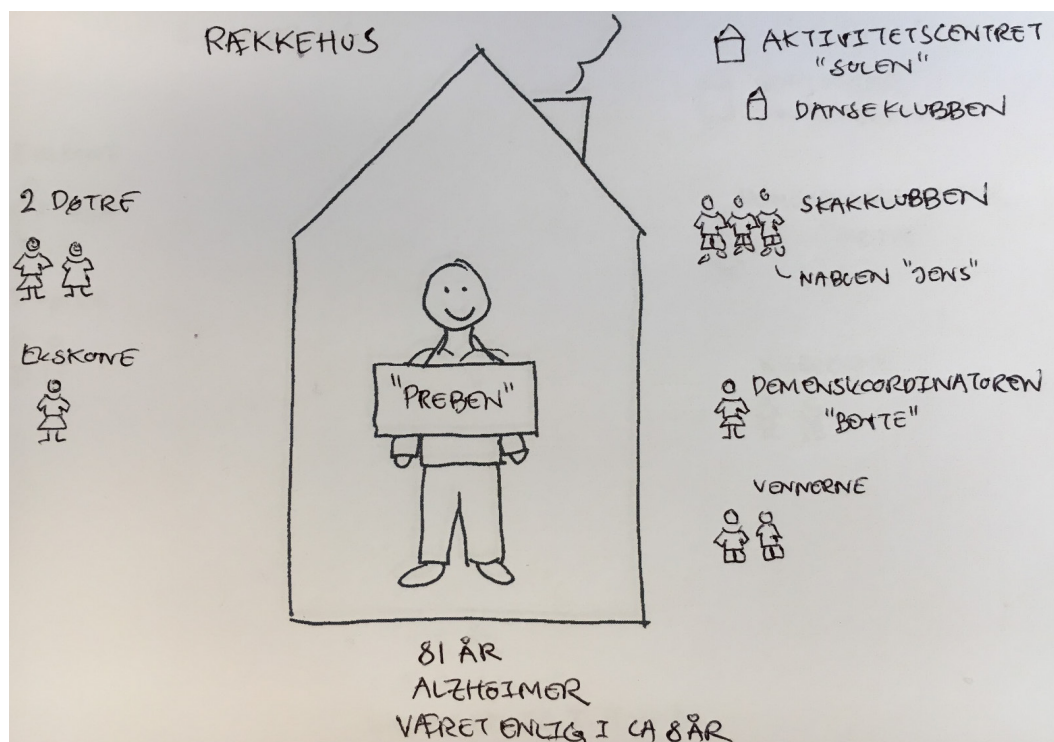 RÆKKEHUS
2 DØTRE
EKSKONE
"PREBEN"
AKTIVITETSCENTRET
"SOLEN"
DANSEKLUBBEN
SKAKKLUBBEN
NABOEN "JENS"
DEMENSKOORDINATOREN
"BENTE"
VENNERNE
81 ÅR
ALZHEIMER
VÆRET ENLIG I CA 8 ÅR